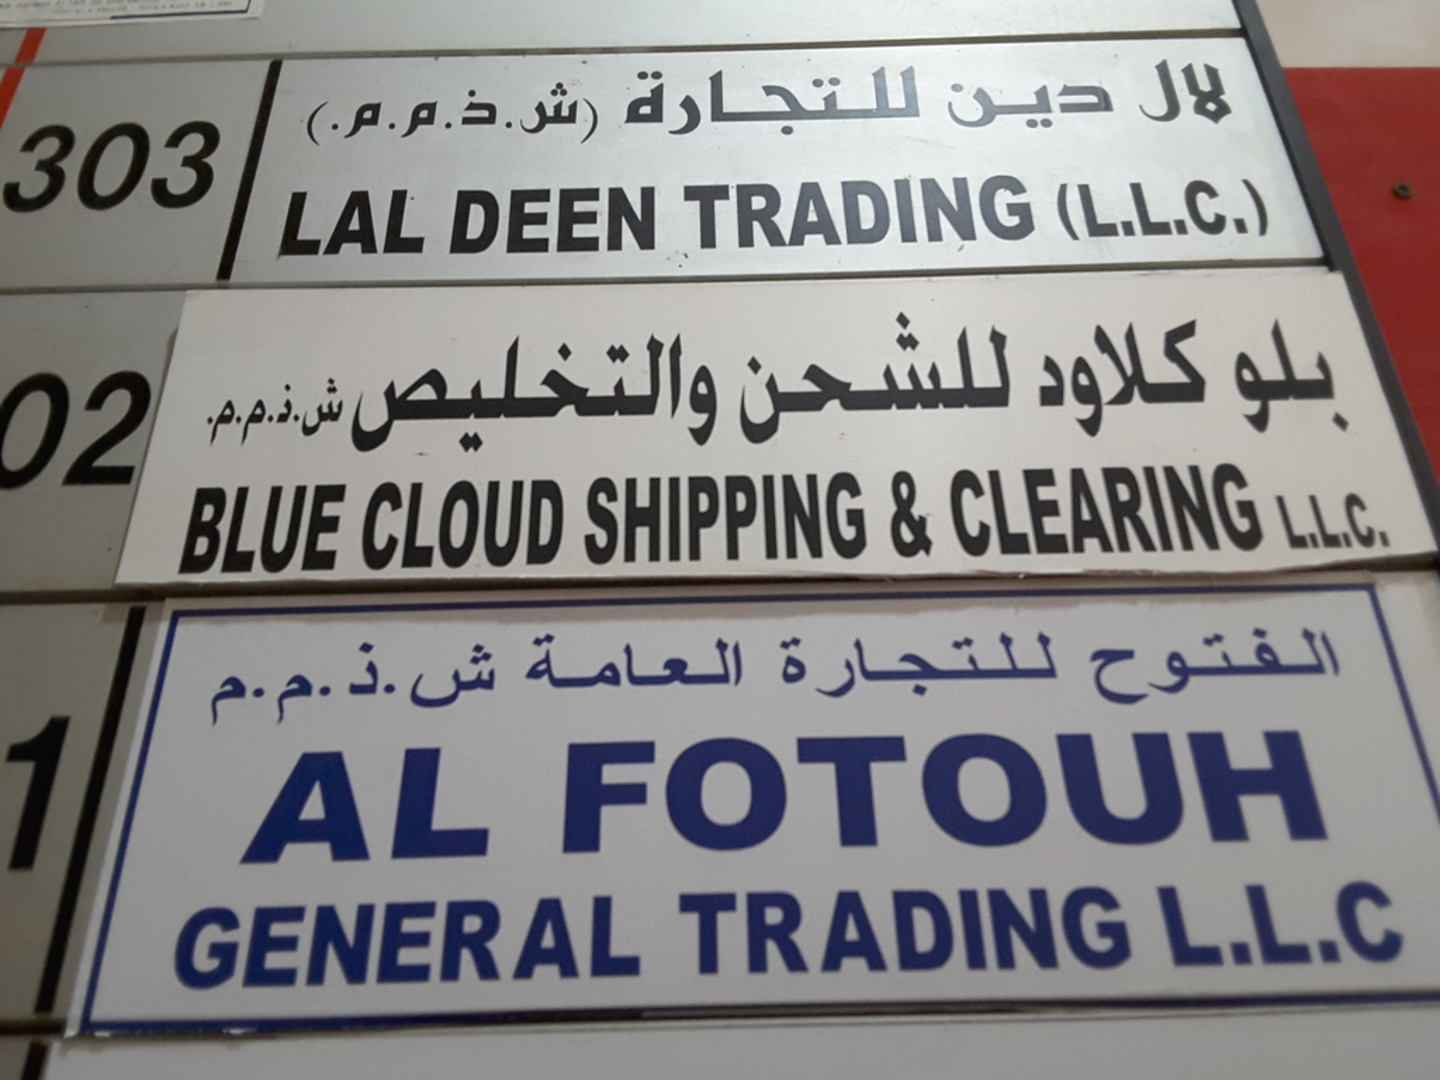 303
لال دين للتجارة (ش.ذ.م.م.)
LAL DEEN TRADING (L.L.C.)
02
بلو كلاود للشحن والتخليص ش.ذ.م.م.
BLUE CLOUD SHIPPING & CLEARING L.L.C.
1
الفتوح للتجارة العامة ش.ذ.م.م
AL FOTOUH
GENERAL TRADING L.L.C